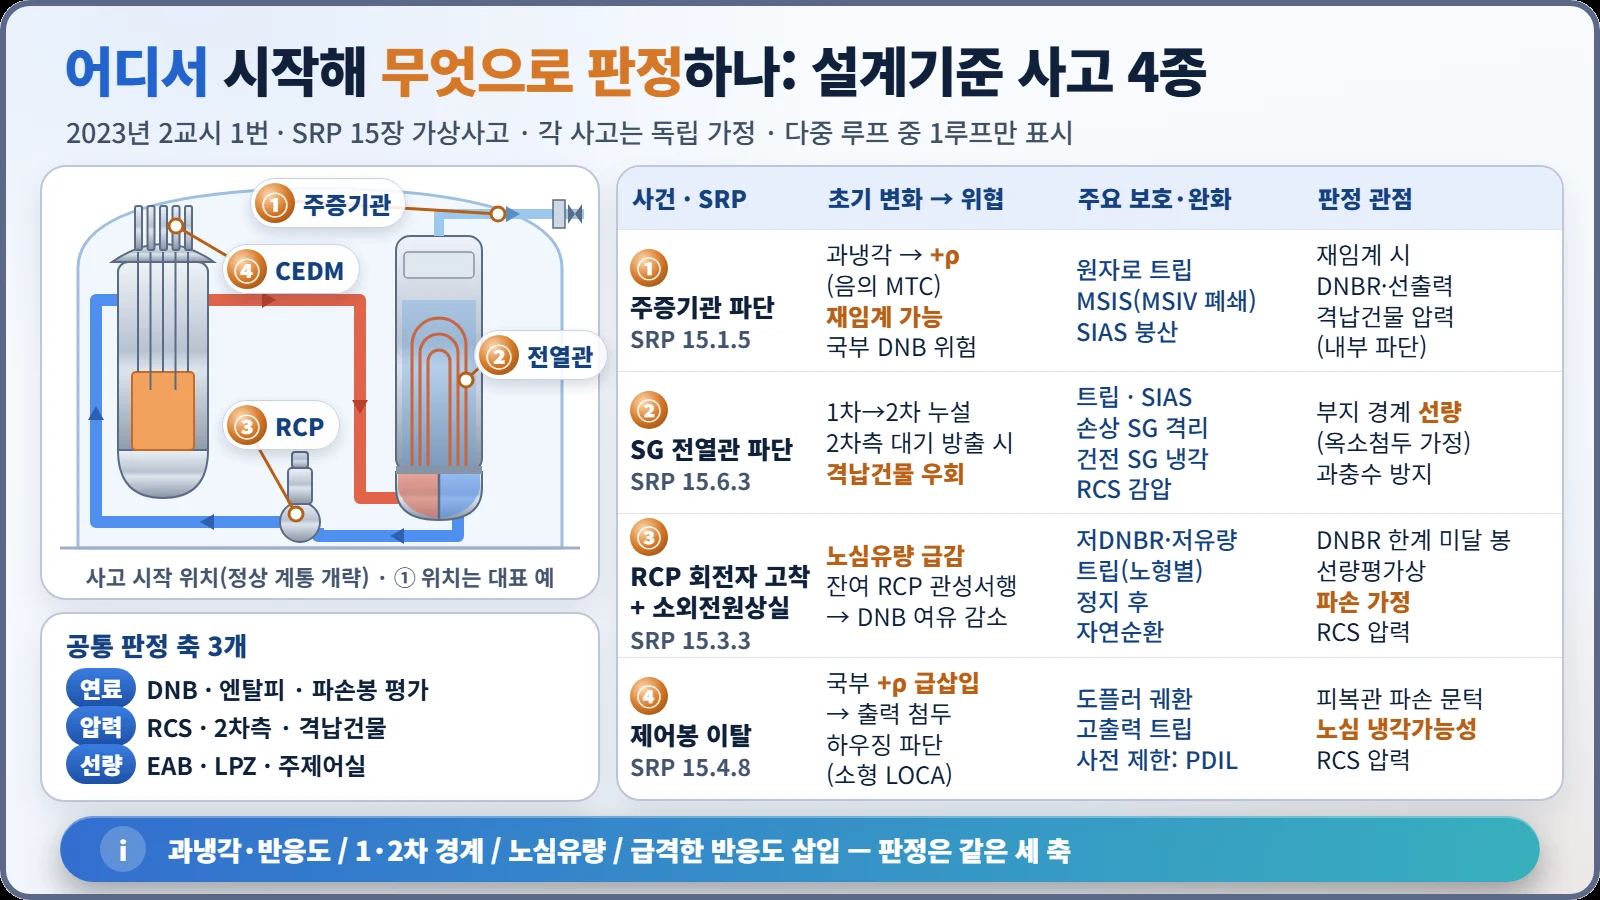 어디서 시작해 무엇으로 판정하나: 설계기준 사고 4종
2023년 2교시 1번 · SRP 15장 가상사고 · 각 사고는 독립 가정 · 다중 루프 중 1루프만 표시
① 주증기관
④ CEDM
② 전열관
③ RCP
사고 시작 위치(정상 계통 개략) · ① 위치는 대표 예
공통 판정 축 3개
연료 DNB · 엔탈피 · 파손봉 평가
압력 RCS · 2차측 · 격납건물
선량 EAB · LPZ · 주제어실
사건 · SRP
초기 변화 → 위협
주요 보호·완화
판정 관점
①
주증기관 파단
SRP 15.1.5
과냉각 → +ρ
(음의 MTC)
재임계 가능
국부 DNB 위험
원자로 트립
MSIS(MSIV 폐쇄)
SIAS 붕산
재임계 시
DNBR·선출력
격납건물 압력
(내부 파단)
②
SG 전열관 파단
SRP 15.6.3
1차→2차 누설
2차측 대기 방출 시
격납건물 우회
트립 · SIAS
손상 SG 격리
건전 SG 냉각
RCS 감압
부지 경계 선량
(옥소첨두 가정)
과충수 방지
③
RCP 회전자 고착
+ 소외전원상실
SRP 15.3.3
노심유량 급감
잔여 RCP 관성서행
→ DNB 여유 감소
저DNBR·저유량
트립(노형별)
정지 후
자연순환
DNBR 한계 미달 봉
선량평가상
파손 가정
RCS 압력
④
제어봉 이탈
SRP 15.4.8
국부 +ρ 급삽입
→ 출력 첨두
하우징 파단
(소형 LOCA)
도플러 궤환
고출력 트립
사전 제한: PDIL
피복관 파손 문턱
노심 냉각가능성
RCS 압력
i 과냉각·반응도 / 1·2차 경계 / 노심유량 / 급격한 반응도 삽입 — 판정은 같은 세 축